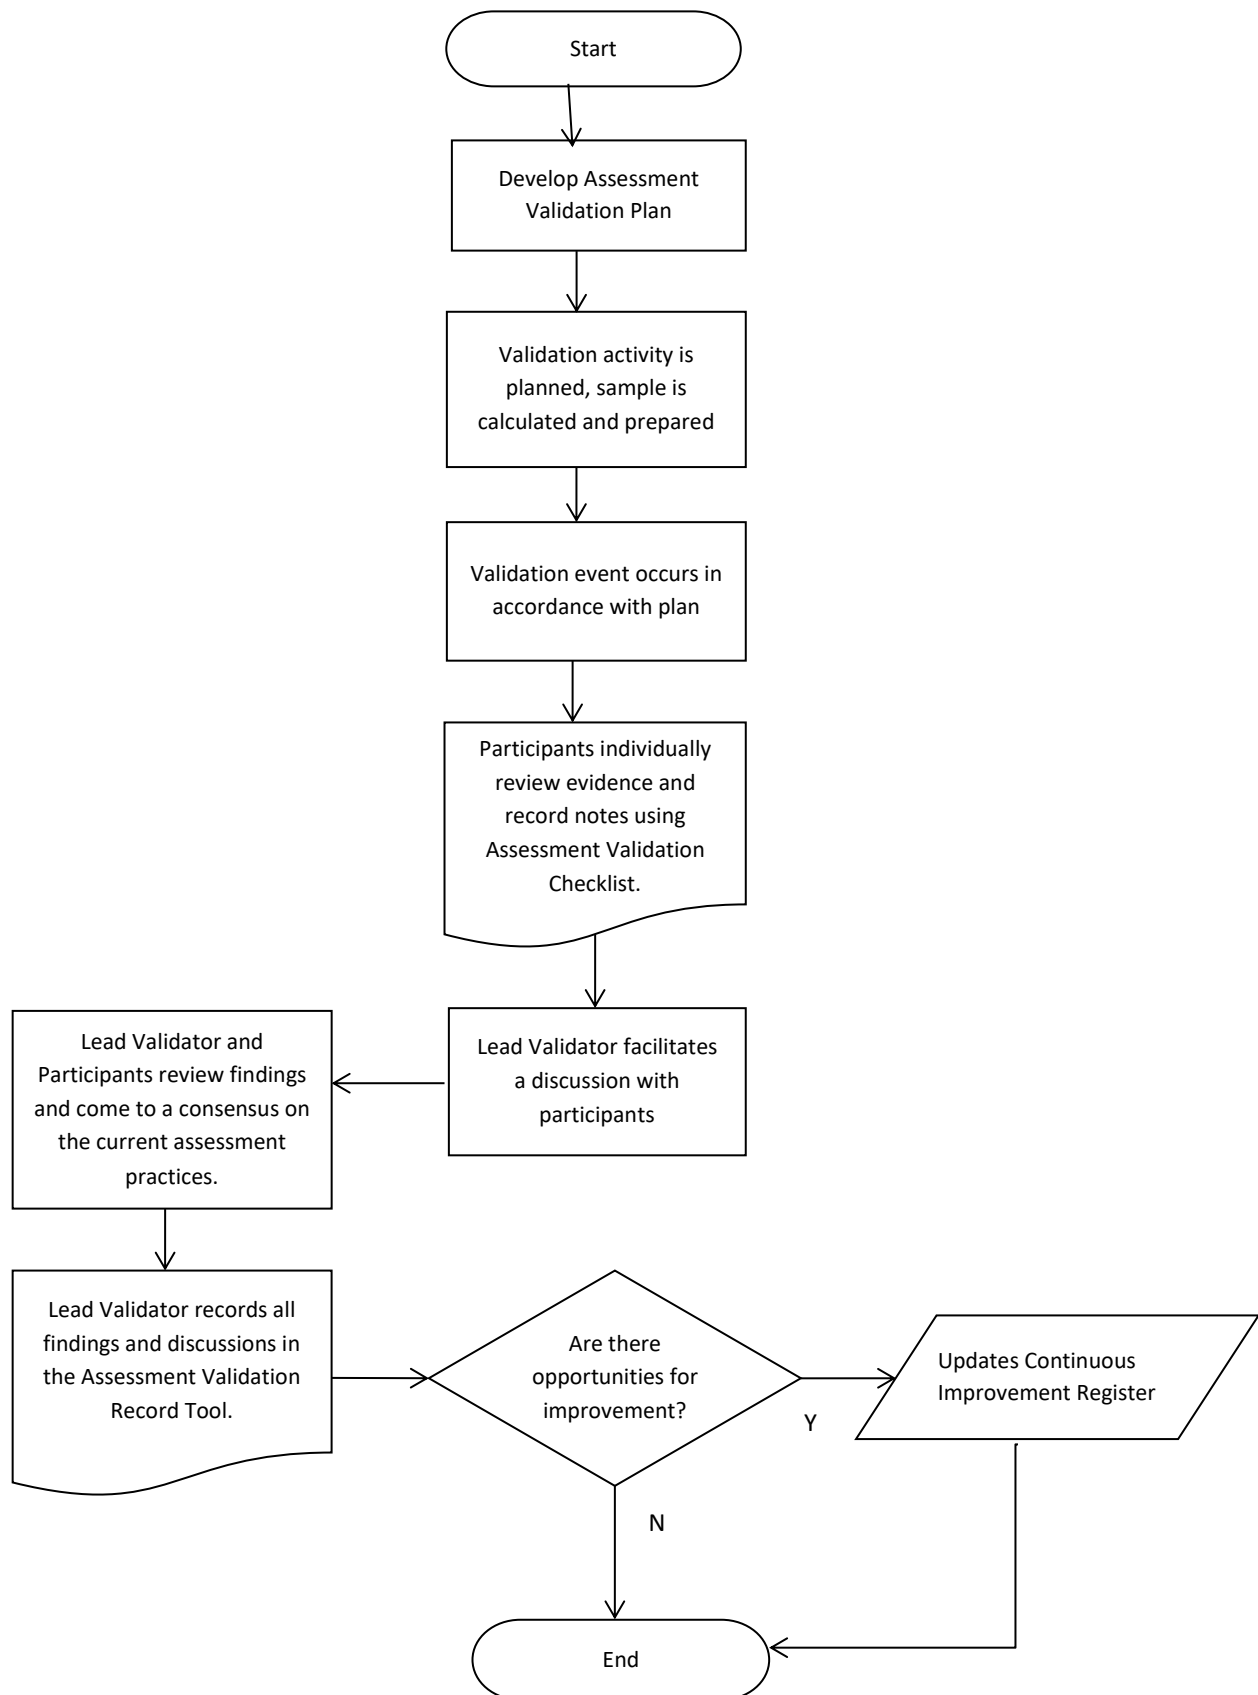 Start
Develop Assessment
Validation Plan
Validation activity is
planned, sample is
calculated and prepared
Validation event occurs in
accordance with plan
Participants individually
review evidence and
record notes using
Assessment Validation
Checklist.
Lead Validator facilitates
a discussion with
participants
Lead Validator and
Participants review findings
and come to a consensus on
the current assessment
practices.
Lead Validator records all
findings and discussions in
the Assessment Validation
Record Tool.
Are there
opportunities for
improvement?
Y
Updates Continuous
Improvement Register
N
End